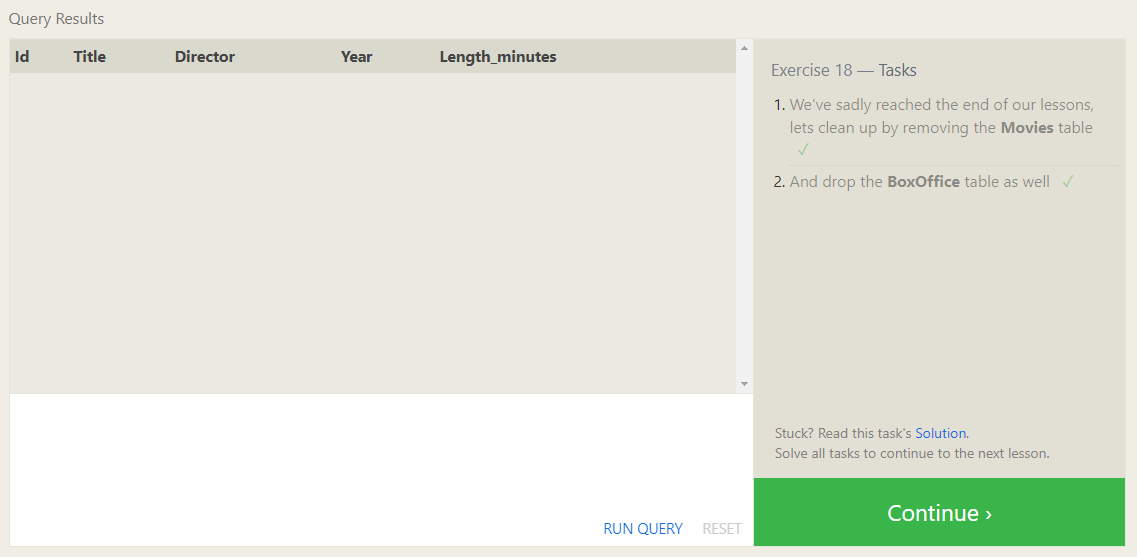 Query Results
Id Title Director Year Length_minutes
Exercise 18 — Tasks
1. We've sadly reached the end of our lessons,
lets clean up by removing the Movies table
✓
2. And drop the BoxOffice table as well ✓
Stuck? Read this task's Solution.
Solve all tasks to continue to the next lesson.
RUN QUERY RESET
Continue ›